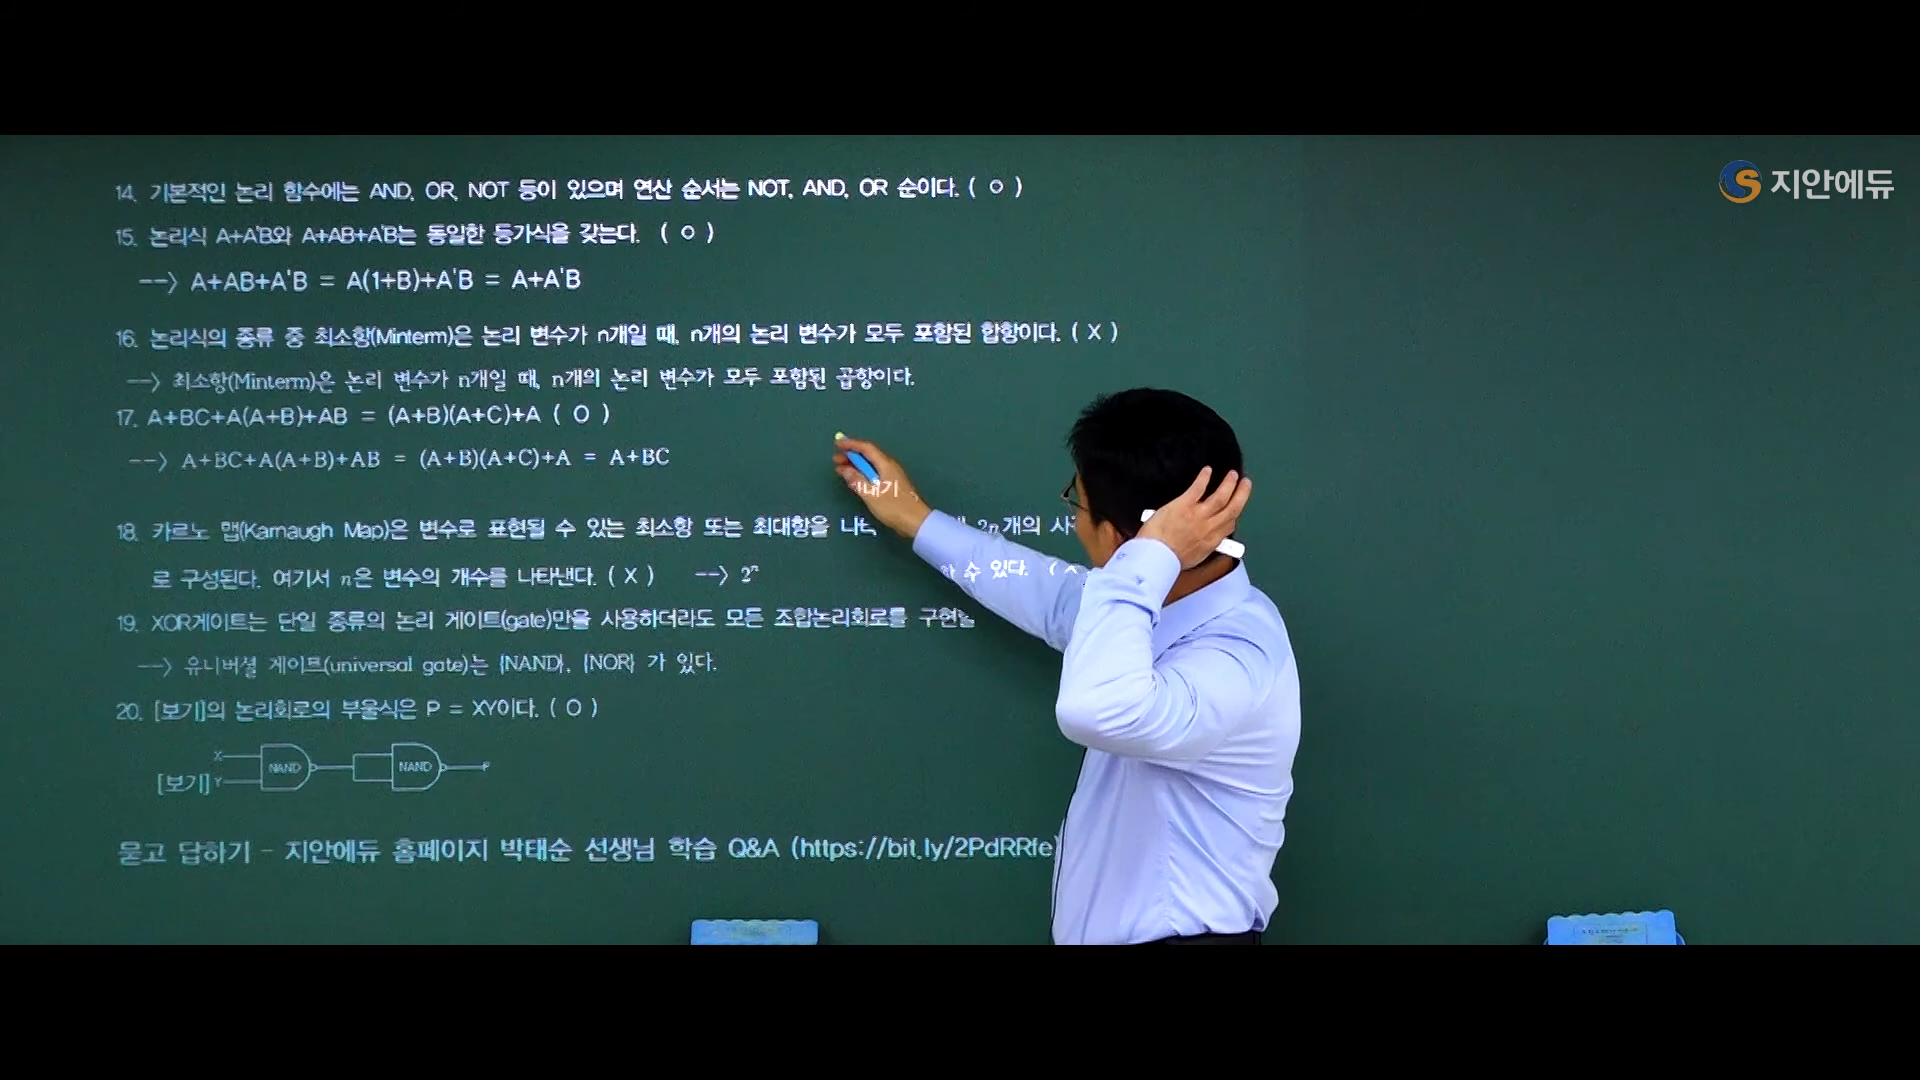 지안에듀
14. 기본적인 논리 함수에는 AND, OR, NOT 등이 있으며 연산 순서는 NOT, AND, OR 순이다. ( O )
15. 논리식 A+A'B와 A+AB+A'B는 동일한 등가식을 갖는다. ( O )
--> A+AB+A'B = A(1+B)+A'B = A+A'B
16. 논리식의 종류 중 최소항(Minterm)은 논리 변수가 n개일 때, n개의 논리 변수가 모두 포함된 합항이다. ( X )
--> 최소항(Minterm)은 논리 변수가 n개일 때, n개의 논리 변수가 모두 포함된 곱항이다.
17. A+BC+A(A+B)+AB = (A+B)(A+C)+A ( O )
--> A+BC+A(A+B)+AB = (A+B)(A+C)+A = A+BC
18. 카르노 맵(Karnaugh Map)은 변수로 표현될 수 있는 최소항 또는 최대항을 2n개의
로 구성된다. 여기서 n은 변수의 개수를 나타낸다. ( X ) --> 2ⁿ
19. XOR게이트는 단일 종류의 논리 게이트(gate)만을 사용하더라도 모든 조합논리회로를 수 있다.
--> 유니버셜 게이트(universal gate)는 {NAND}, {NOR} 가 있다.
20. [보기]의 논리회로의 부울식은 P = XY이다. ( O )
[보기] X Y NAND NAND P
묻고 답하기 - 지안에듀 홈페이지 박태순 선생님 학습 Q&A (https://bit.ly/2PdRRfe)